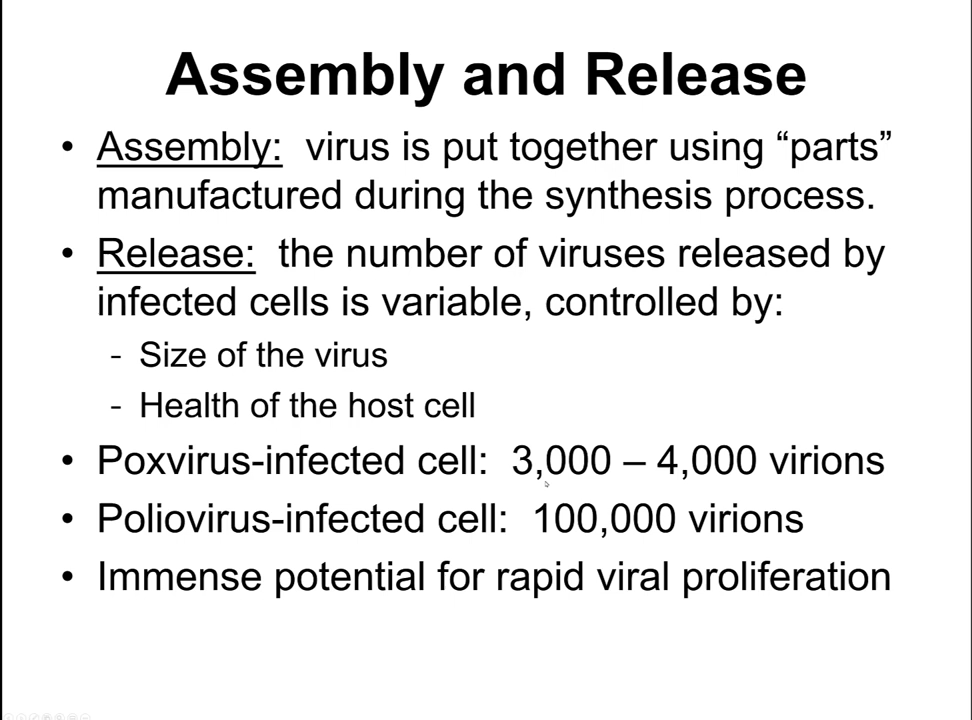 Assembly and Release
• Assembly: virus is put together using “parts”
manufactured during the synthesis process.
• Release: the number of viruses released by
infected cells is variable, controlled by:
- Size of the virus
- Health of the host cell
• Poxvirus-infected cell: 3,000 – 4,000 virions
• Poliovirus-infected cell: 100,000 virions
• Immense potential for rapid viral proliferation